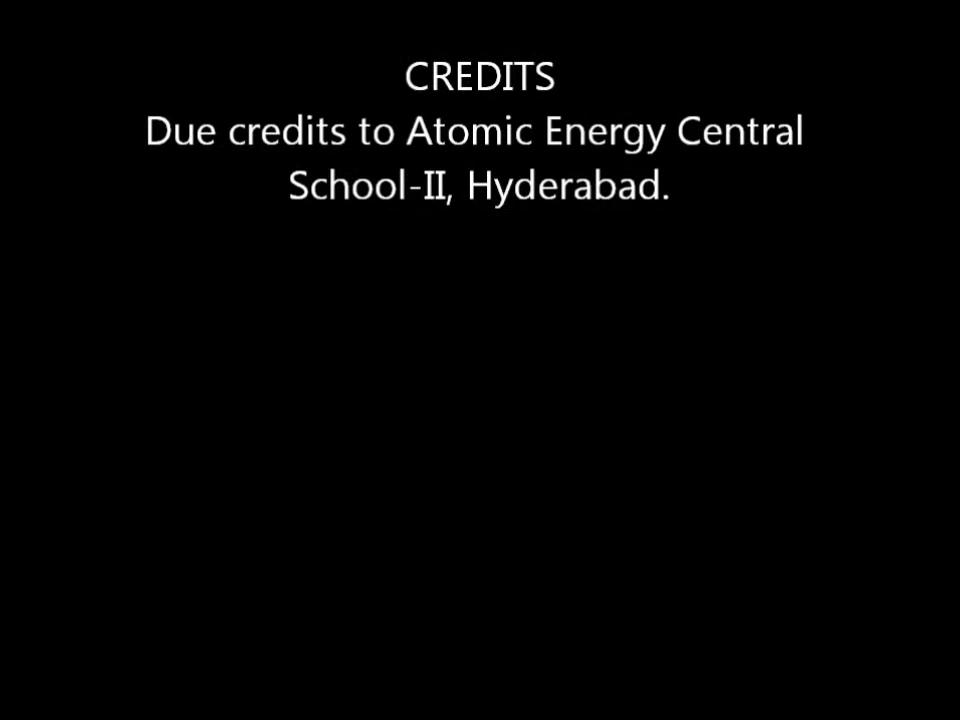 CREDITS
Due credits to Atomic Energy Central
School-II, Hyderabad.